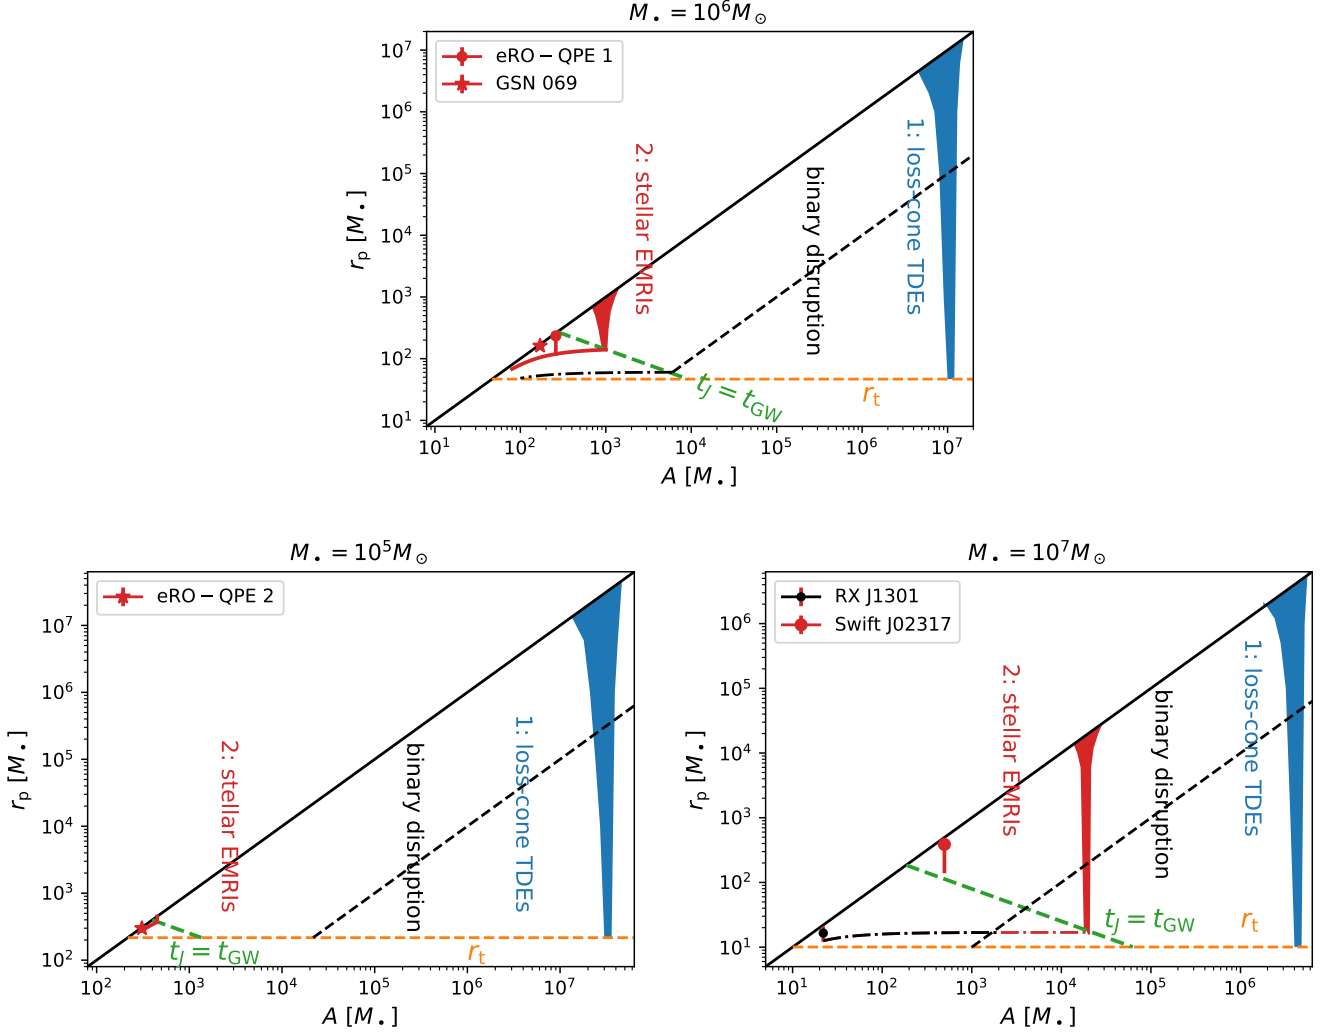 M• = 10⁶M⊙
eRO − QPE 1
GSN 069
10⁷
10⁶
10⁵
10⁴
10³
10²
10¹
rₚ [M•]
2: stellar EMRIs
binary disruption
1: loss-cone TDEs
t_J = t_GW
r_t
10¹ 10² 10³ 10⁴ 10⁵ 10⁶ 10⁷
A [M•]
M• = 10⁵M⊙
eRO − QPE 2
10⁷
10⁶
10⁵
10⁴
10³
10²
rₚ [M•]
2: stellar EMRIs
binary disruption
1: loss-cone TDEs
t_J = t_GW
r_t
10² 10³ 10⁴ 10⁵ 10⁶ 10⁷
A [M•]
M• = 10⁷M⊙
RX J1301
Swift J02317
10⁶
10⁵
10⁴
10³
10²
10¹
rₚ [M•]
2: stellar EMRIs
binary disruption
1: loss-cone TDEs
t_J = t_GW
r_t
10¹ 10² 10³ 10⁴ 10⁵ 10⁶
A [M•]